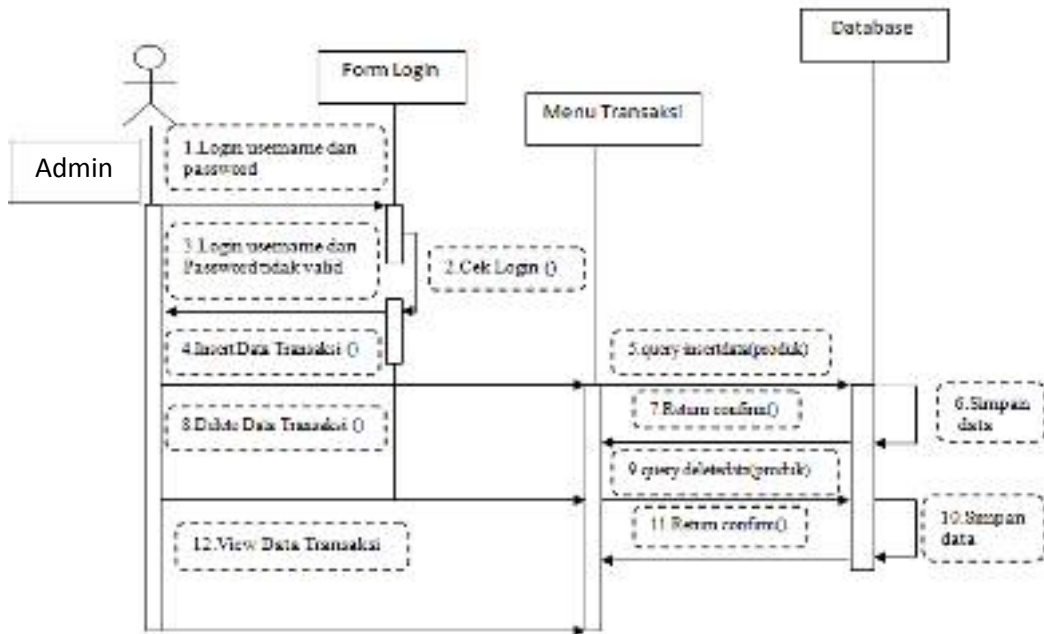 Database
Form Login
Menu Transaksi
Admin
1.Login username dan
password
3.Login username dan
Password tidak valid
2.Cek Login ()
4.Insert Data Transaksi ()
5.query insertdata(produk)
6.Simpan
data
7.Return confirm()
8.Delete Data Transaksi ()
9.query deletedata(produk)
10.Simpan
data
11.Return confirm()
12.View Data Transaksi